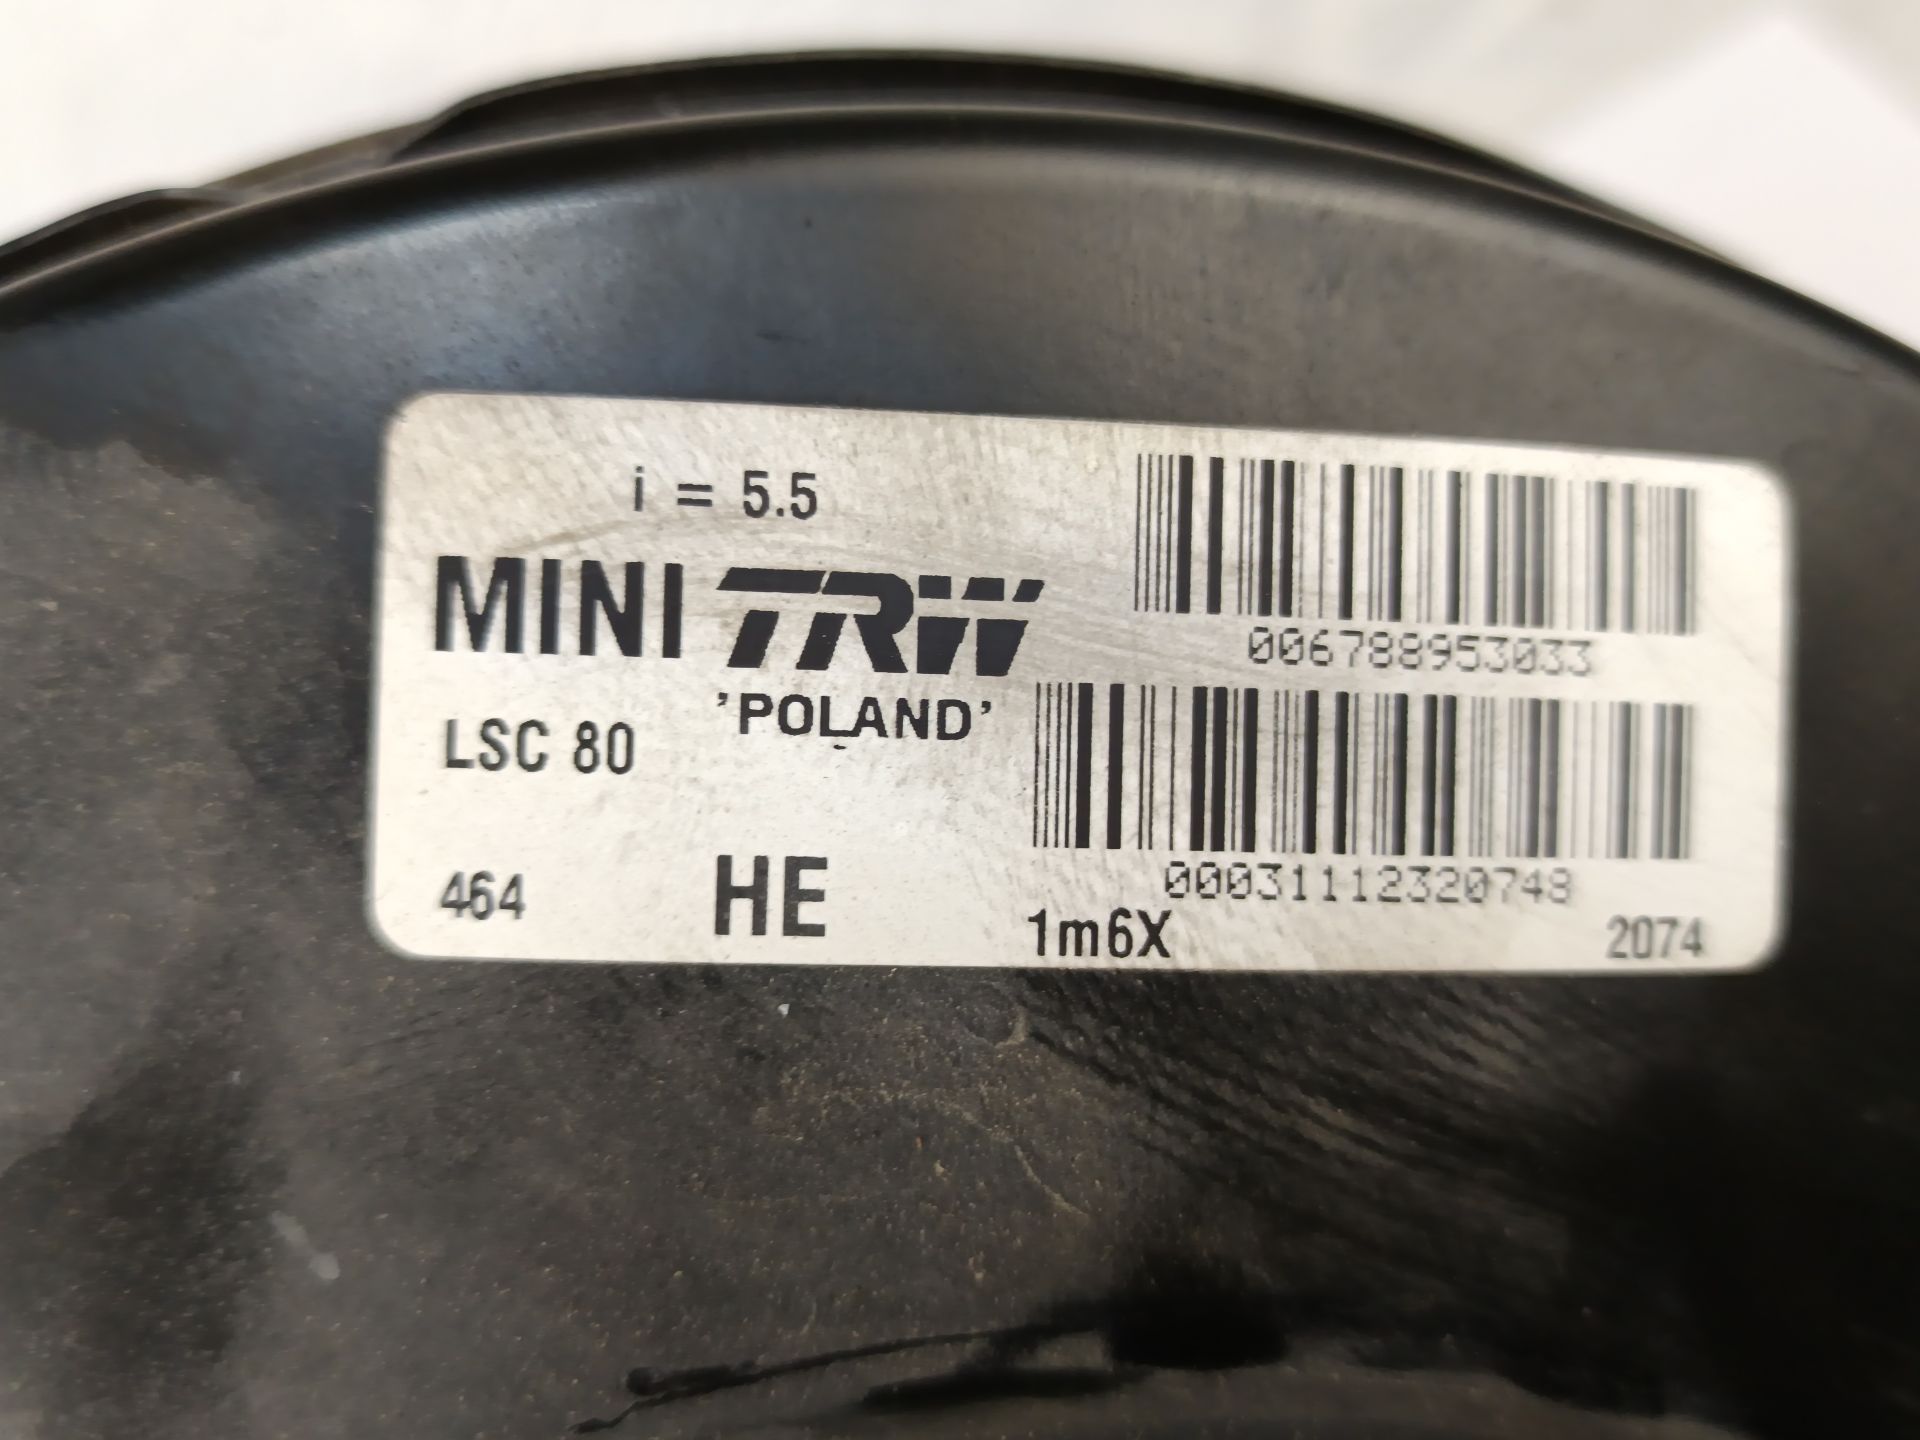 i = 5.5
006788953033
MINI TRW
'POLAND'
LSC 80
00031112320748
464
HE
1m6X
2074